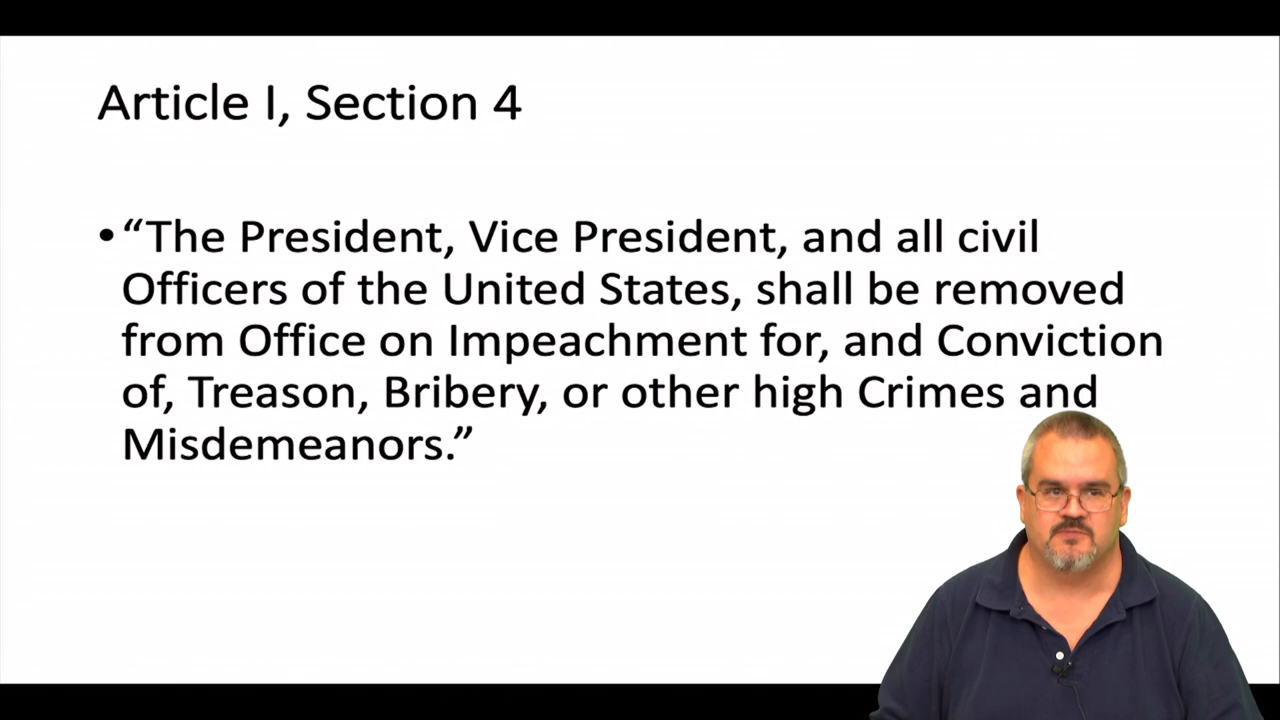 Article I, Section 4
• “The President, Vice President, and all civil
Officers of the United States, shall be removed
from Office on Impeachment for, and Conviction
of, Treason, Bribery, or other high Crimes and
Misdemeanors.”